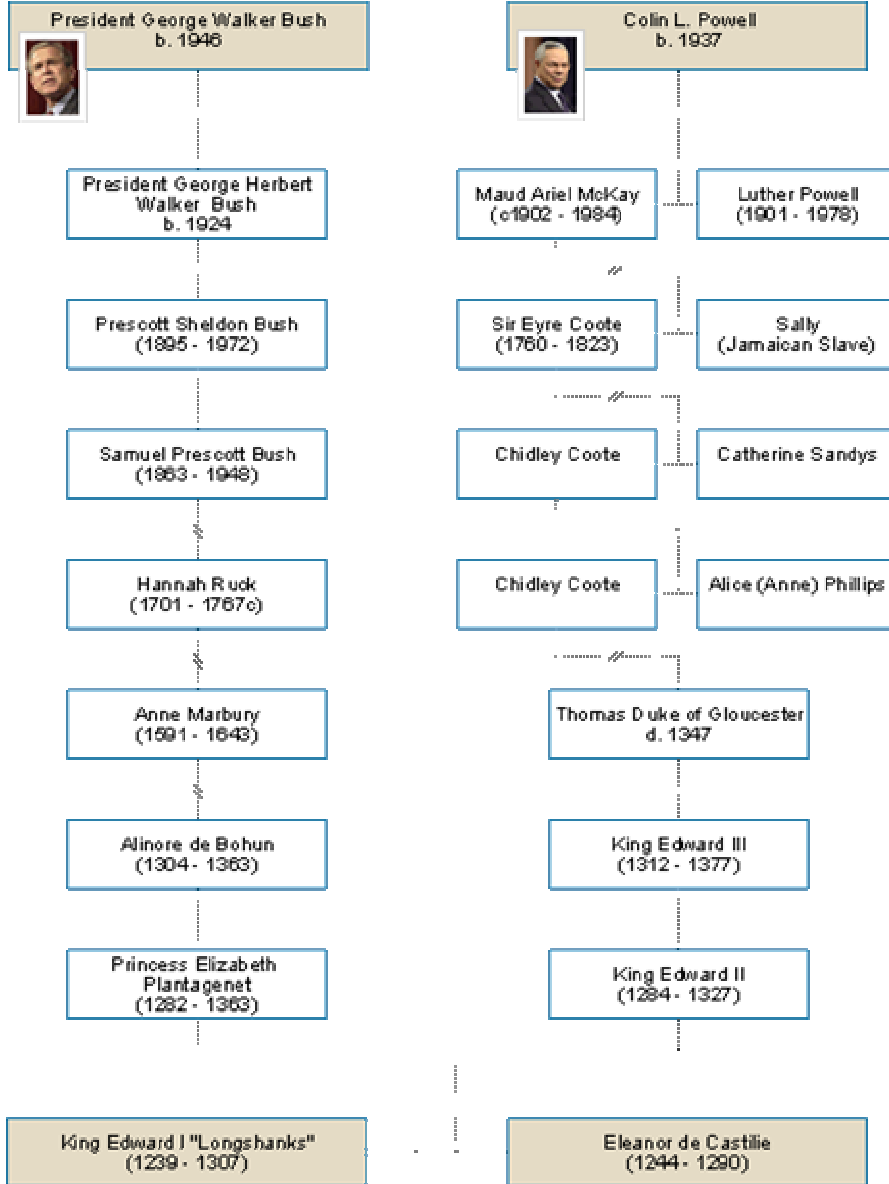 President George Walker Bush
b. 1946
Colin L. Powell
b. 1937
President George Herbert
Walker Bush
b. 1924
Maud Ariel McKay
(c1902 - 1984)
Luther Powell
(1901 - 1978)
Prescott Sheldon Bush
(1895 - 1972)
Sir Eyre Coote
(1760 - 1823)
Sally
(Jamaican Slave)
Samuel Prescott Bush
(1863 - 1948)
Chidley Coote
Catherine Sandys
Hannah Ruck
(1701 - 1767c)
Chidley Coote
Alice (Anne) Phillips
Anne Marbury
(1591 - 1643)
Thomas Duke of Gloucester
d. 1347
Alinore de Bohun
(1304 - 1363)
King Edward III
(1312 - 1377)
Princess Elizabeth
Plantagenet
(1282 - 1363)
King Edward II
(1284 - 1327)
King Edward I "Longshanks"
(1239 - 1307)
Eleanor de Castilie
(1244 - 1290)